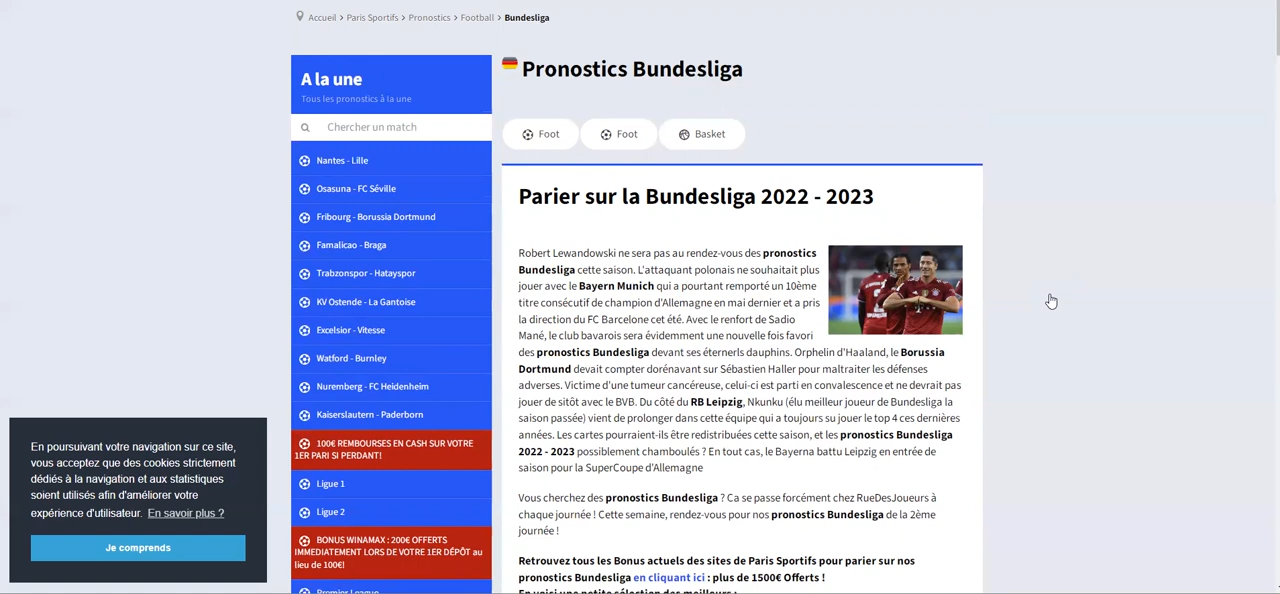 Accueil > Paris Sportifs > Pronostics > Football > Bundesliga
A la une
Tous les pronostics à la une
Chercher un match
Nantes - Lille
Osasuna - FC Séville
Fribourg - Borussia Dortmund
Famalicao - Braga
Trabzonspor - Hatayspor
KV Ostende - La Gantoise
Excelsior - Vitesse
Watford - Burnley
Nuremberg - FC Heidenheim
Kaiserslautern - Paderborn
100€ REMBOURSES EN CASH SUR VOTRE
1ER PARI SI PERDANT!
Ligue 1
Ligue 2
BONUS WINAMAX : 200€ OFFERTS
IMMEDIATEMENT LORS DE VOTRE 1ER DÉPÔT au
lieu de 100€!
Premier League
Pronostics Bundesliga
Foot
Foot
Basket
Parier sur la Bundesliga 2022 - 2023
Robert Lewandowski ne sera pas au rendez-vous des pronostics
Bundesliga cette saison. L'attaquant polonais ne souhaitait plus
jouer avec le Bayern Munich qui a pourtant remporté un 10ème
titre consécutif de champion d'Allemagne en mai dernier et a pris
la direction du FC Barcelone cet été. Avec le renfort de Sadio
Mané, le club bavarois sera évidemment une nouvelle fois favori
des pronostics Bundesliga devant ses éternerls dauphins. Orphelin d'Haaland, le Borussia
Dortmund devait compter dorénavant sur Sébastien Haller pour maltraiter les défenses
adverses. Victime d'une tumeur cancéreuse, celui-ci est parti en convalescence et ne devrait pas
jouer de sitôt avec le BVB. Du côté du RB Leipzig, Nkunku (élu meilleur joueur de Bundesliga la
saison passée) vient de prolonger dans cette équipe qui a toujours su jouer le top 4 ces dernières
années. Les cartes pourraient-ils être redistribuées cette saison, et les pronostics Bundesliga
2022 - 2023 possiblement chamboulés ? En tout cas, le Bayerna battu Leipzig en entrée de
saison pour la SuperCoupe d'Allemagne
Vous cherchez des pronostics Bundesliga ? Ca se passe forcément chez RueDesJoueurs à
chaque journée ! Cette semaine, rendez-vous pour nos pronostics Bundesliga de la 2ème
journée !
Retrouvez tous les Bonus actuels des sites de Paris Sportifs pour parier sur nos
pronostics Bundesliga en cliquant ici : plus de 1500€ Offerts !
En voici une petite sélection des meilleurs :
En poursuivant votre navigation sur ce site,
vous acceptez que des cookies strictement
dédiés à la navigation et aux statistiques
soient utilisés afin d'améliorer votre
expérience d'utilisateur. En savoir plus ?
Je comprends